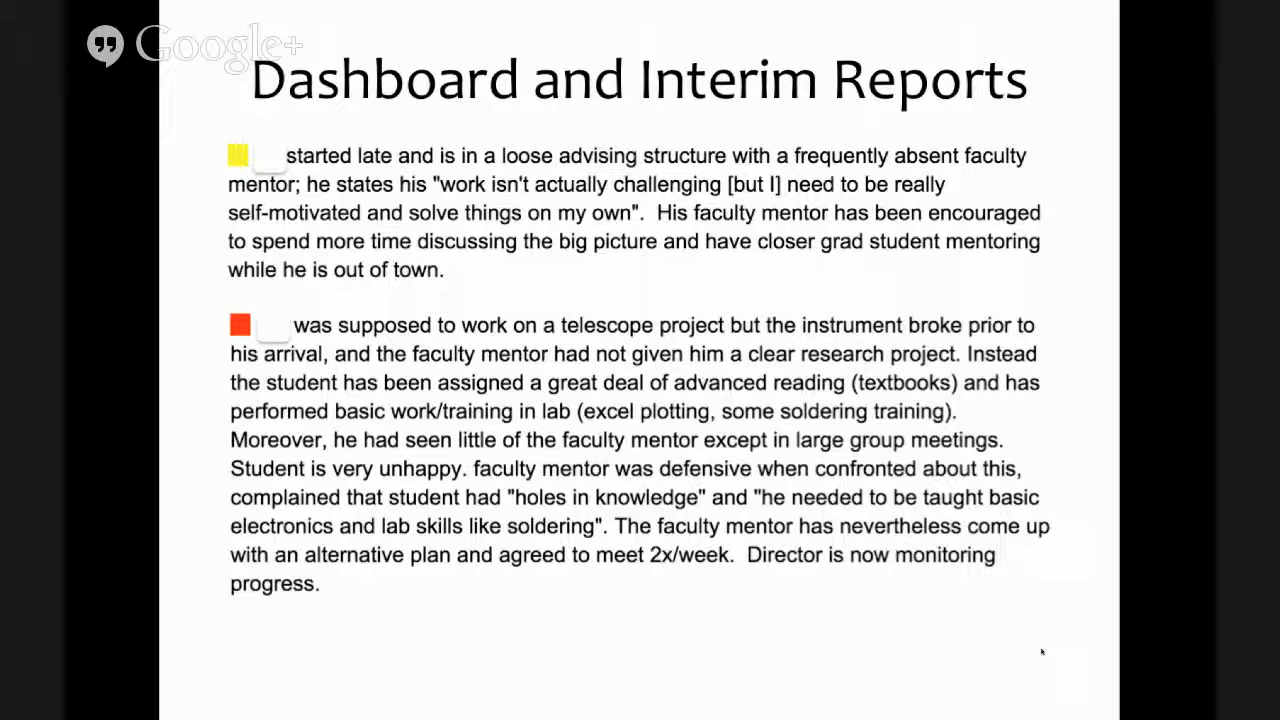 Google+
Dashboard and Interim Reports
started late and is in a loose advising structure with a frequently absent faculty
mentor; he states his "work isn't actually challenging [but I] need to be really
self-motivated and solve things on my own". His faculty mentor has been encouraged
to spend more time discussing the big picture and have closer grad student mentoring
while he is out of town.
was supposed to work on a telescope project but the instrument broke prior to
his arrival, and the faculty mentor had not given him a clear research project. Instead
the student has been assigned a great deal of advanced reading (textbooks) and has
performed basic work/training in lab (excel plotting, some soldering training).
Moreover, he had seen little of the faculty mentor except in large group meetings.
Student is very unhappy. faculty mentor was defensive when confronted about this,
complained that student had "holes in knowledge" and "he needed to be taught basic
electronics and lab skills like soldering". The faculty mentor has nevertheless come up
with an alternative plan and agreed to meet 2x/week. Director is now monitoring
progress.